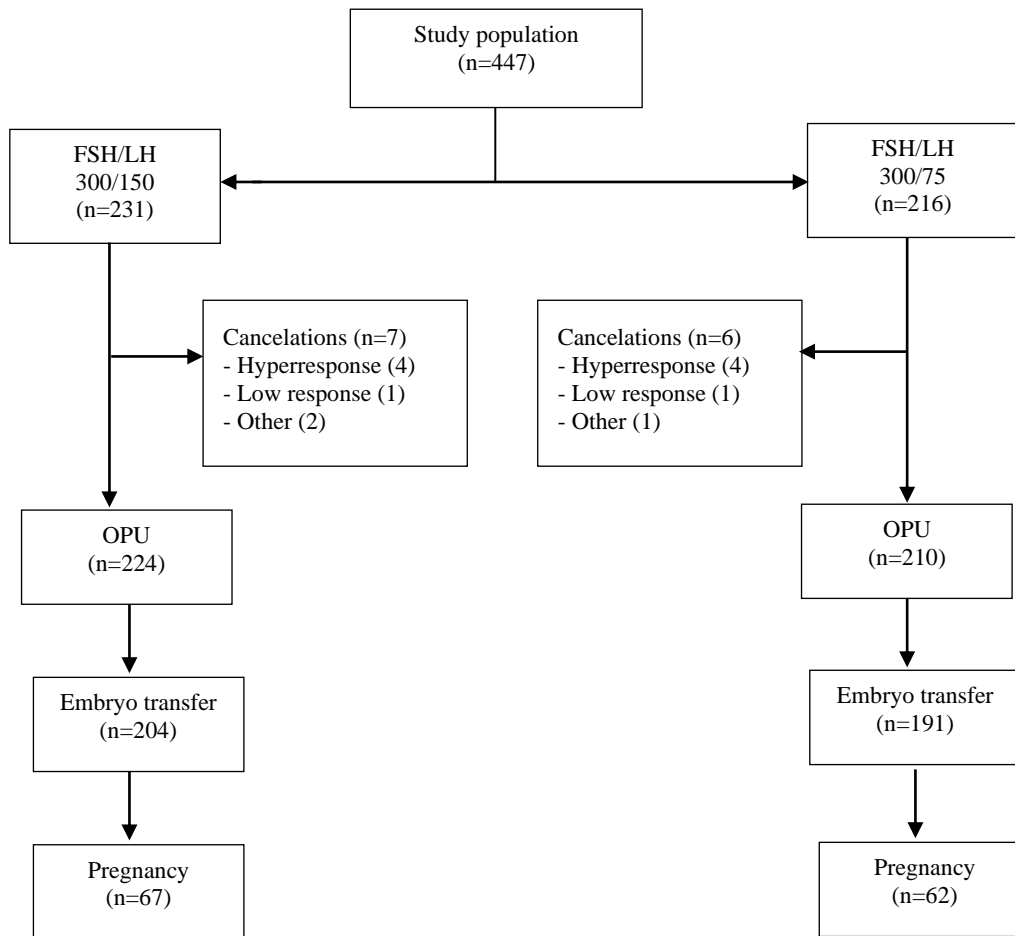 Study population
(n=447)
FSH/LH
300/150
(n=231)
FSH/LH
300/75
(n=216)
Cancelations (n=7)
- Hyperresponse (4)
- Low response (1)
- Other (2)
Cancelations (n=6)
- Hyperresponse (4)
- Low response (1)
- Other (1)
OPU
(n=224)
OPU
(n=210)
Embryo transfer
(n=204)
Embryo transfer
(n=191)
Pregnancy
(n=67)
Pregnancy
(n=62)